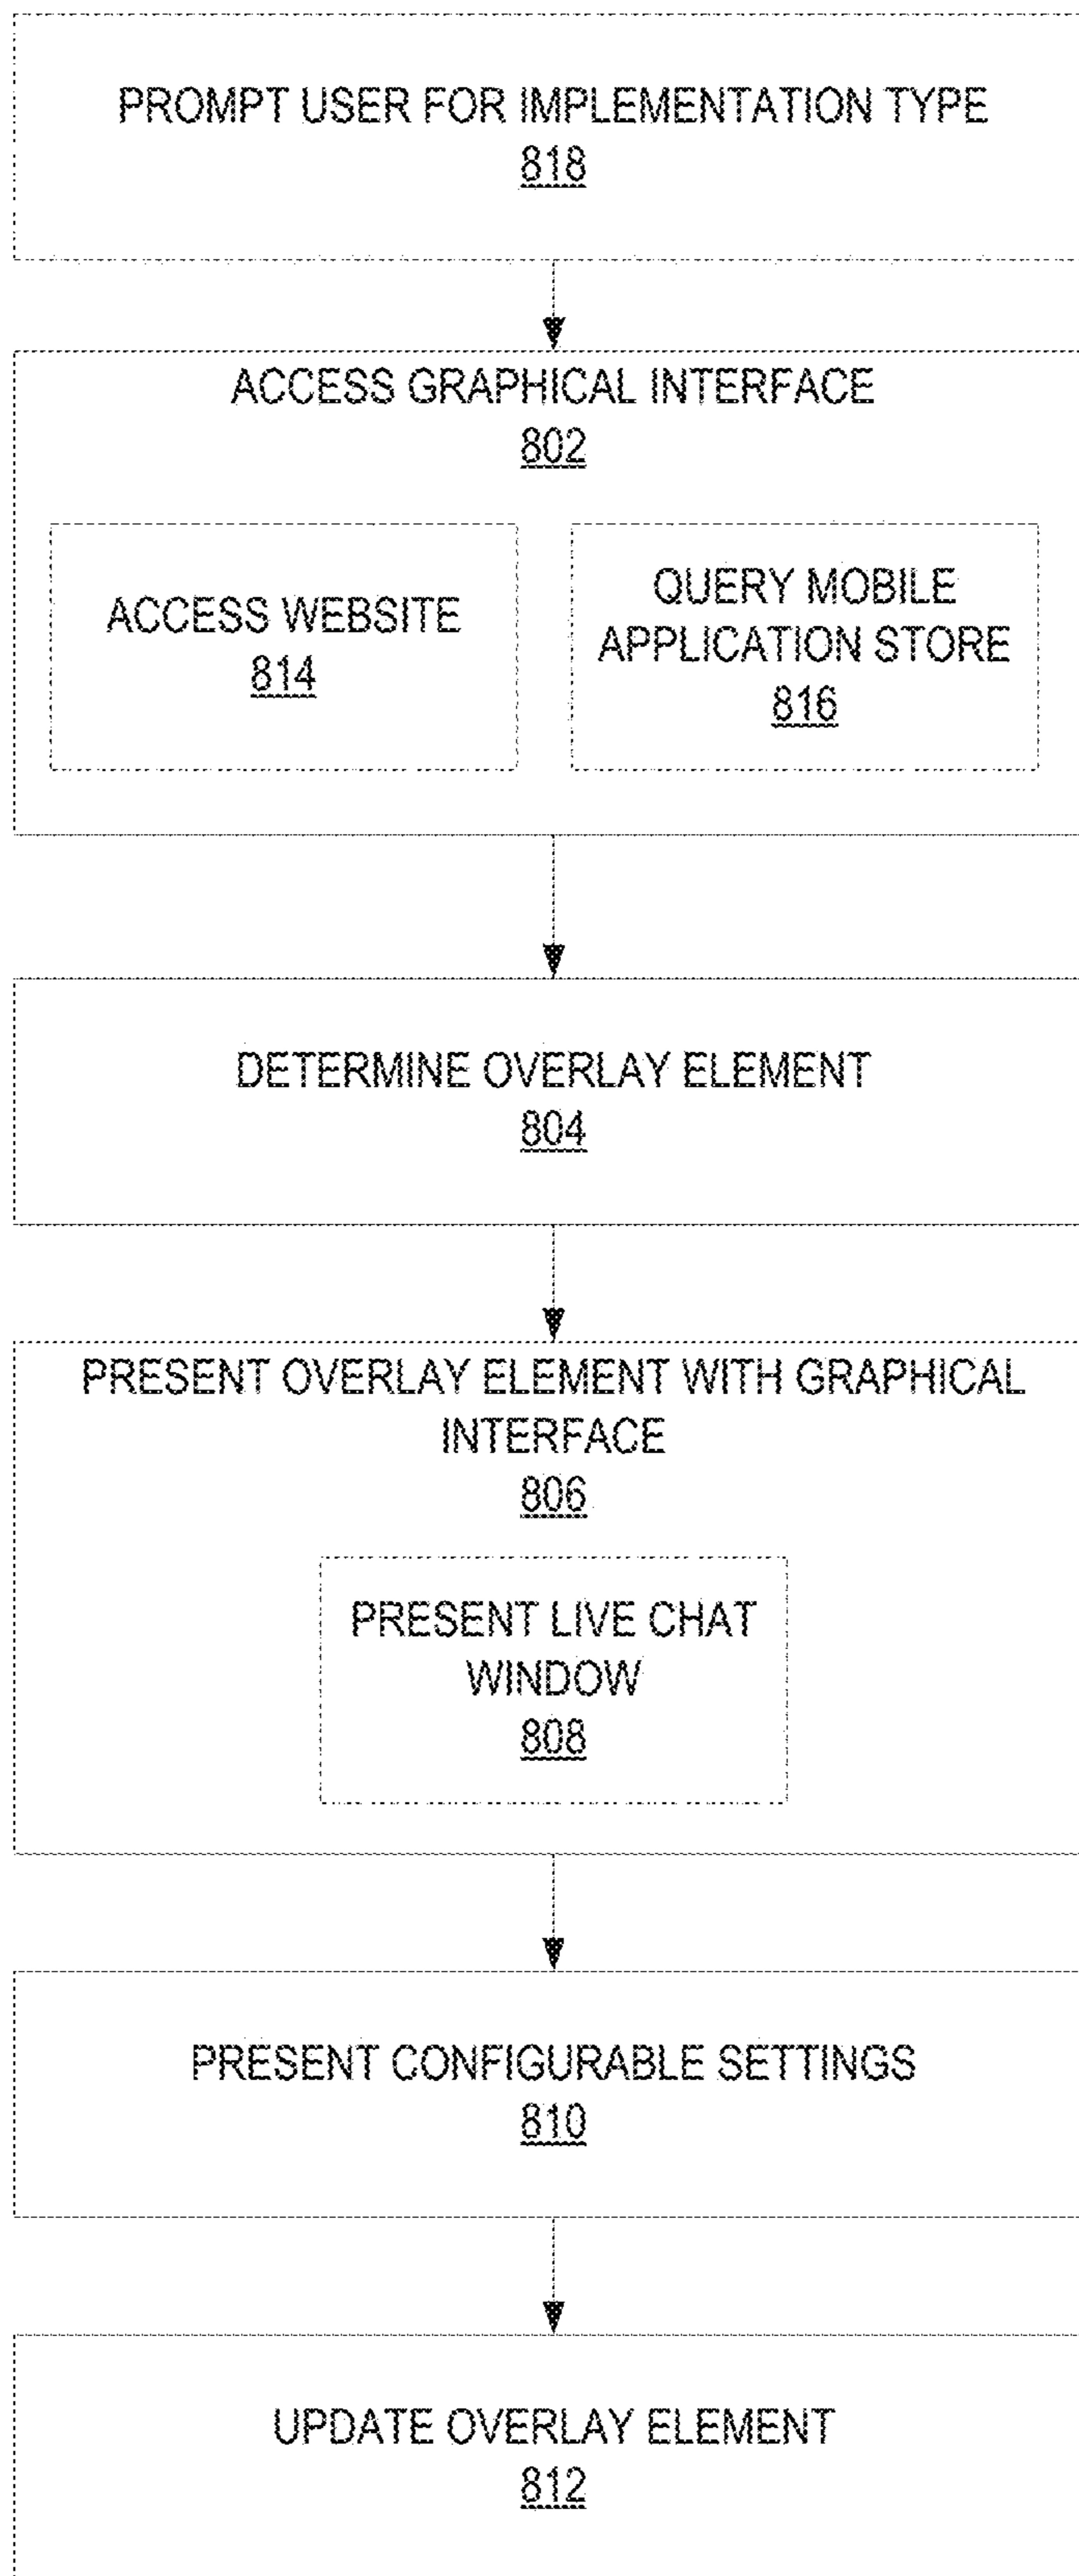 PROMPT USER FOR IMPLEMENTATION TYPE
818
ACCESS GRAPHICAL INTERFACE
802
ACCESS WEBSITE
814
QUERY MOBILE
APPLICATION STORE
816
DETERMINE OVERLAY ELEMENT
804
PRESENT OVERLAY ELEMENT WITH GRAPHICAL
INTERFACE
806
PRESENT LIVE CHAT
WINDOW
808
PRESENT CONFIGURABLE SETTINGS
810
UPDATE OVERLAY ELEMENT
812